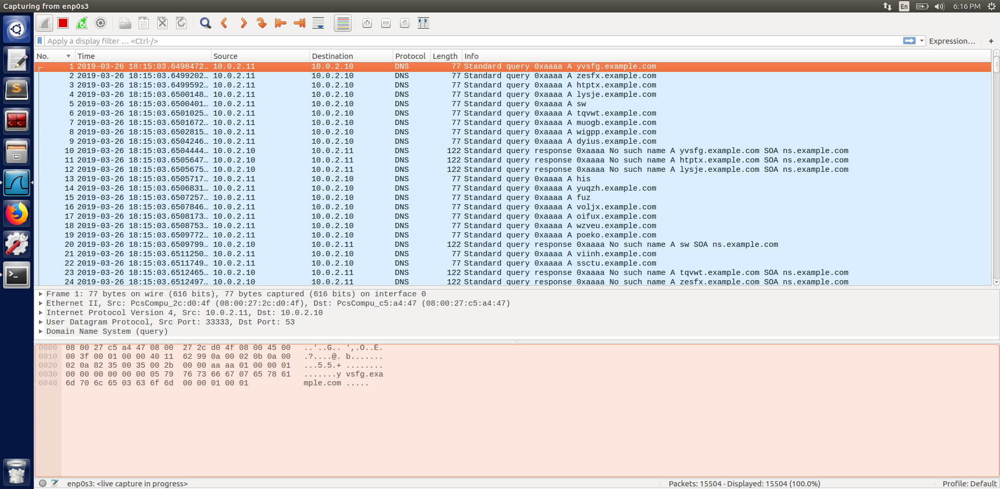 Capturing from enp0s3
En
6:16 PM
Apply a display filter … <Ctrl-/>
Expression…
+
No. Time Source Destination Protocol Length Info
1 2019-03-26 18:15:03.6498472… 10.0.2.11 10.0.2.10 DNS 77 Standard query 0xaaaa A yvsfg.example.com
2 2019-03-26 18:15:03.6499202… 10.0.2.11 10.0.2.10 DNS 77 Standard query 0xaaaa A zesfx.example.com
3 2019-03-26 18:15:03.6499592… 10.0.2.11 10.0.2.10 DNS 77 Standard query 0xaaaa A htptx.example.com
4 2019-03-26 18:15:03.6500148… 10.0.2.11 10.0.2.10 DNS 77 Standard query 0xaaaa A lysje.example.com
5 2019-03-26 18:15:03.6500401… 10.0.2.11 10.0.2.10 DNS 77 Standard query 0xaaaa A sw
6 2019-03-26 18:15:03.6501025… 10.0.2.11 10.0.2.10 DNS 77 Standard query 0xaaaa A tqvwt.example.com
7 2019-03-26 18:15:03.6501672… 10.0.2.11 10.0.2.10 DNS 77 Standard query 0xaaaa A muogb.example.com
8 2019-03-26 18:15:03.6502815… 10.0.2.11 10.0.2.10 DNS 77 Standard query 0xaaaa A wigpp.example.com
9 2019-03-26 18:15:03.6504246… 10.0.2.11 10.0.2.10 DNS 77 Standard query 0xaaaa A dyius.example.com
10 2019-03-26 18:15:03.6504444… 10.0.2.10 10.0.2.11 DNS 122 Standard query response 0xaaaa No such name A yvsfg.example.com SOA ns.example.com
11 2019-03-26 18:15:03.6505647… 10.0.2.10 10.0.2.11 DNS 122 Standard query response 0xaaaa No such name A htptx.example.com SOA ns.example.com
12 2019-03-26 18:15:03.6505675… 10.0.2.10 10.0.2.11 DNS 122 Standard query response 0xaaaa No such name A lysje.example.com SOA ns.example.com
13 2019-03-26 18:15:03.6505717… 10.0.2.11 10.0.2.10 DNS 77 Standard query 0xaaaa A his
14 2019-03-26 18:15:03.6506831… 10.0.2.11 10.0.2.10 DNS 77 Standard query 0xaaaa A yuqzh.example.com
15 2019-03-26 18:15:03.6507257… 10.0.2.11 10.0.2.10 DNS 77 Standard query 0xaaaa A fuz
16 2019-03-26 18:15:03.6507846… 10.0.2.11 10.0.2.10 DNS 77 Standard query 0xaaaa A voljx.example.com
17 2019-03-26 18:15:03.6508173… 10.0.2.11 10.0.2.10 DNS 77 Standard query 0xaaaa A oifux.example.com
18 2019-03-26 18:15:03.6508753… 10.0.2.11 10.0.2.10 DNS 77 Standard query 0xaaaa A wzveu.example.com
19 2019-03-26 18:15:03.6509772… 10.0.2.11 10.0.2.10 DNS 77 Standard query 0xaaaa A poeko.example.com
20 2019-03-26 18:15:03.6509799… 10.0.2.10 10.0.2.11 DNS 122 Standard query response 0xaaaa No such name A sw SOA ns.example.com
21 2019-03-26 18:15:03.6511250… 10.0.2.11 10.0.2.10 DNS 77 Standard query 0xaaaa A viinh.example.com
22 2019-03-26 18:15:03.6511749… 10.0.2.11 10.0.2.10 DNS 77 Standard query 0xaaaa A ssctu.example.com
23 2019-03-26 18:15:03.6512465… 10.0.2.10 10.0.2.11 DNS 122 Standard query response 0xaaaa No such name A tqvwt.example.com SOA ns.example.com
24 2019-03-26 18:15:03.6512497… 10.0.2.10 10.0.2.11 DNS 122 Standard query response 0xaaaa No such name A zesfx.example.com SOA ns.example.com
Frame 1: 77 bytes on wire (616 bits), 77 bytes captured (616 bits) on interface 0
Ethernet II, Src: PcsCompu_2c:d0:4f (08:00:27:2c:d0:4f), Dst: PcsCompu_c5:a4:47 (08:00:27:c5:a4:47)
Internet Protocol Version 4, Src: 10.0.2.11, Dst: 10.0.2.10
User Datagram Protocol, Src Port: 33333, Dst Port: 53
Domain Name System (query)
0000 08 00 27 c5 a4 47 08 00 27 2c d0 4f 08 00 45 00 ..'..G.. ',.O..E.
0010 00 3f 00 01 00 00 40 11 62 99 0a 00 02 0b 0a 00 .?....@. b.......
0020 02 0a 82 35 00 35 00 2b 00 00 aa aa 01 00 00 01 ...5.5.+ ........
0030 00 00 00 00 00 00 05 79 76 73 66 67 07 65 78 61 .......y vsfg.exa
0040 6d 70 6c 65 03 63 6f 6d 00 00 01 00 01 mple.com .....
enp0s3: <live capture in progress>
Packets: 15504 · Displayed: 15504 (100.0%)
Profile: Default